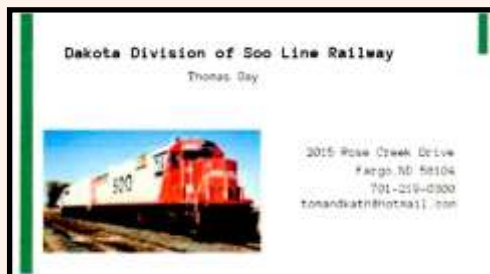 Dakota Division of Soo Line Railway
Thomas Day
SOO
2015 Rose Creek Drive
Fargo ND 58104
701-219-0300
tomandkatn@hotmail.com